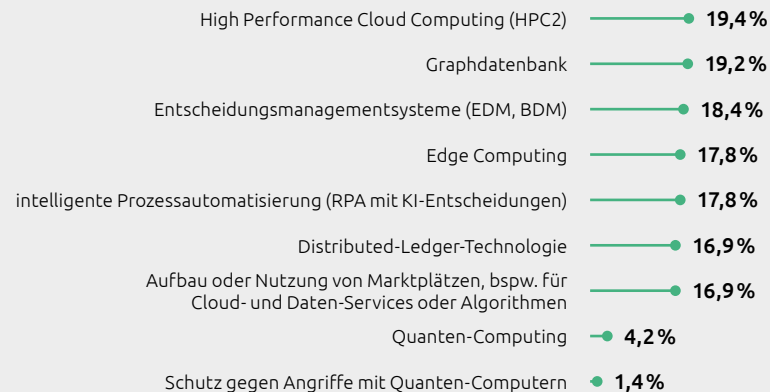 High Performance Cloud Computing (HPC2) 19,4 %
Graphdatenbank 19,2 %
Entscheidungsmanagementsysteme (EDM, BDM) 18,4 %
Edge Computing 17,8 %
intelligente Prozessautomatisierung (RPA mit KI-Entscheidungen) 17,8 %
Distributed-Ledger-Technologie 16,9 %
Aufbau oder Nutzung von Marktplätzen, bspw. für
Cloud- und Daten-Services oder Algorithmen 16,9 %
Quanten-Computing 4,2 %
Schutz gegen Angriffe mit Quanten-Computern 1,4 %